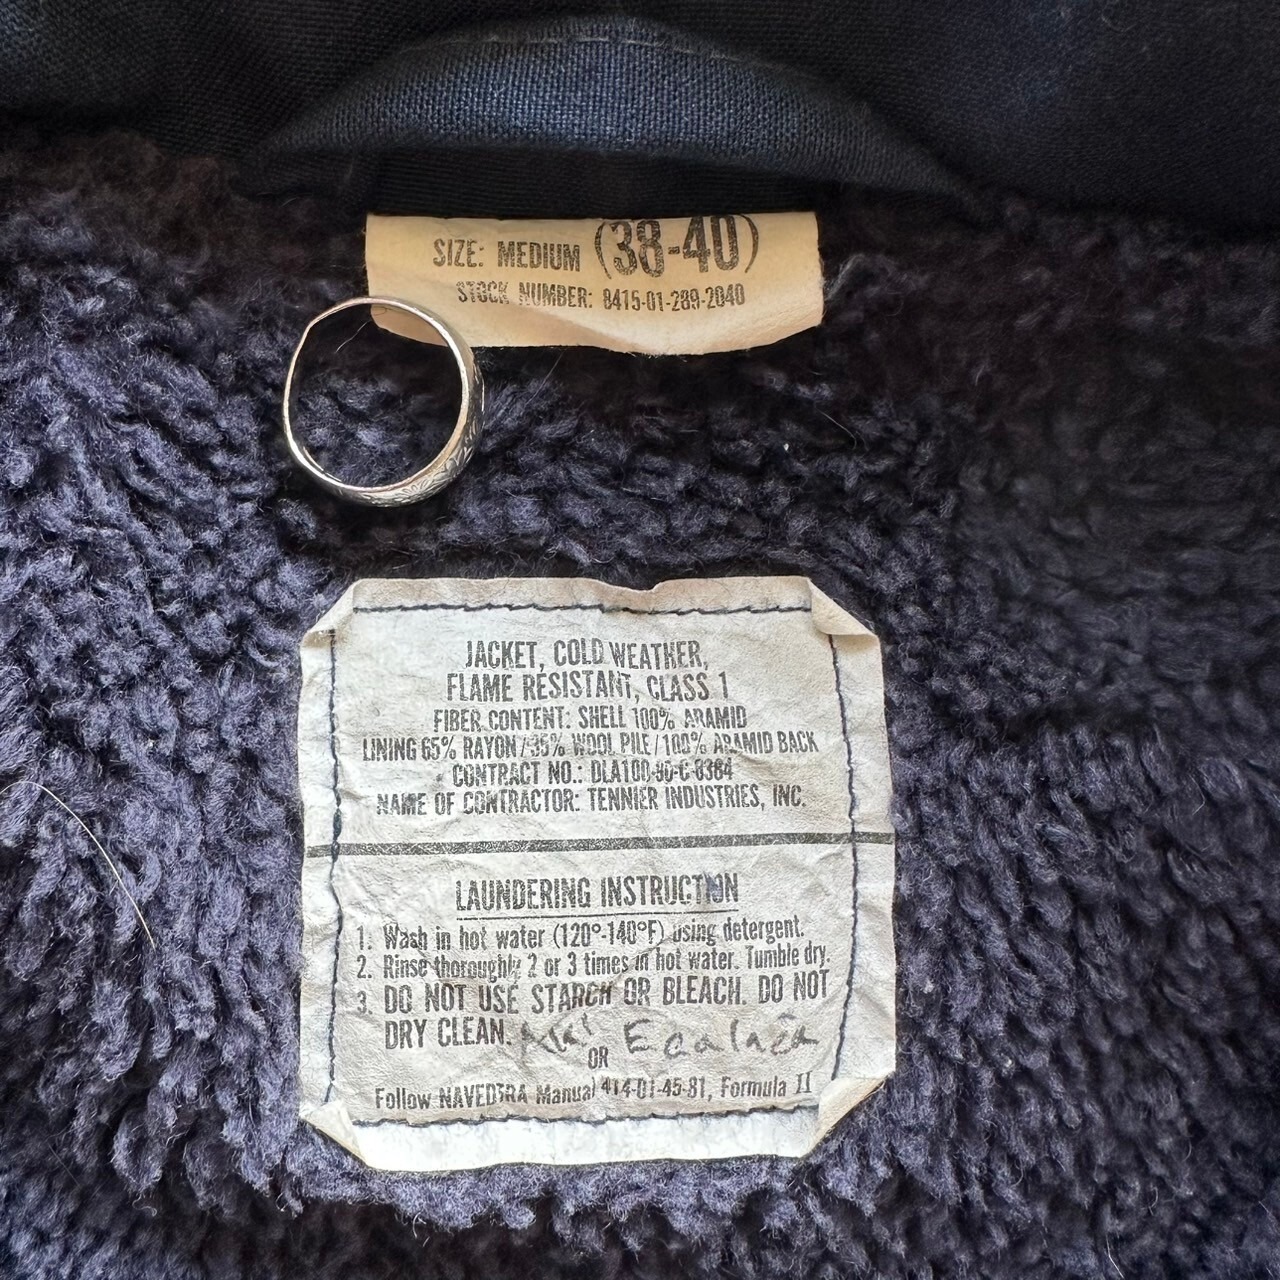 SIZE: MEDIUM (38-40)
STOCK NUMBER: 8415-01-289-2040
JACKET, COLD WEATHER,
FLAME RESISTANT, CLASS 1
FIBER CONTENT: SHELL 100% ARAMID
LINING 65% RAYON/35% WOOL PILE/100% ARAMID BACK
CONTRACT NO.: DLA100-90-C-8384
NAME OF CONTRACTOR: TENNIER INDUSTRIES, INC.
LAUNDERING INSTRUCTION
1. Wash in hot water (120°-140°F) using detergent.
2. Rinse thoroughly 2 or 3 times in hot water. Tumble dry.
3. DO NOT USE STARCH OR BLEACH. DO NOT
DRY CLEAN.
OR
Follow NAVEDTRA Manual 414-01-45-81, Formula II